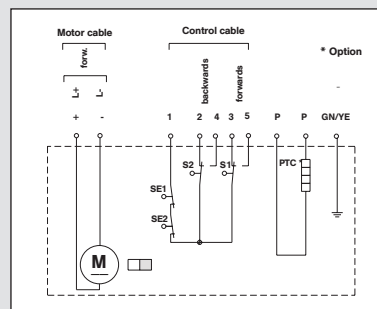 Motor cable
Control cable
* Option
forw.
backwards
forwards
L+
L-
-
+
-
1
2
4
3
5
P
P
GN/YE
S2
S1
PTC *
SE1
SE2
M